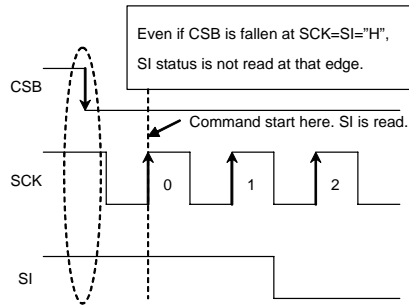 Even if CSB is fallen at SCK=SI=”H”,
SI status is not read at that edge.
CSB
Command start here. SI is read.
SCK
0 1 2
SI